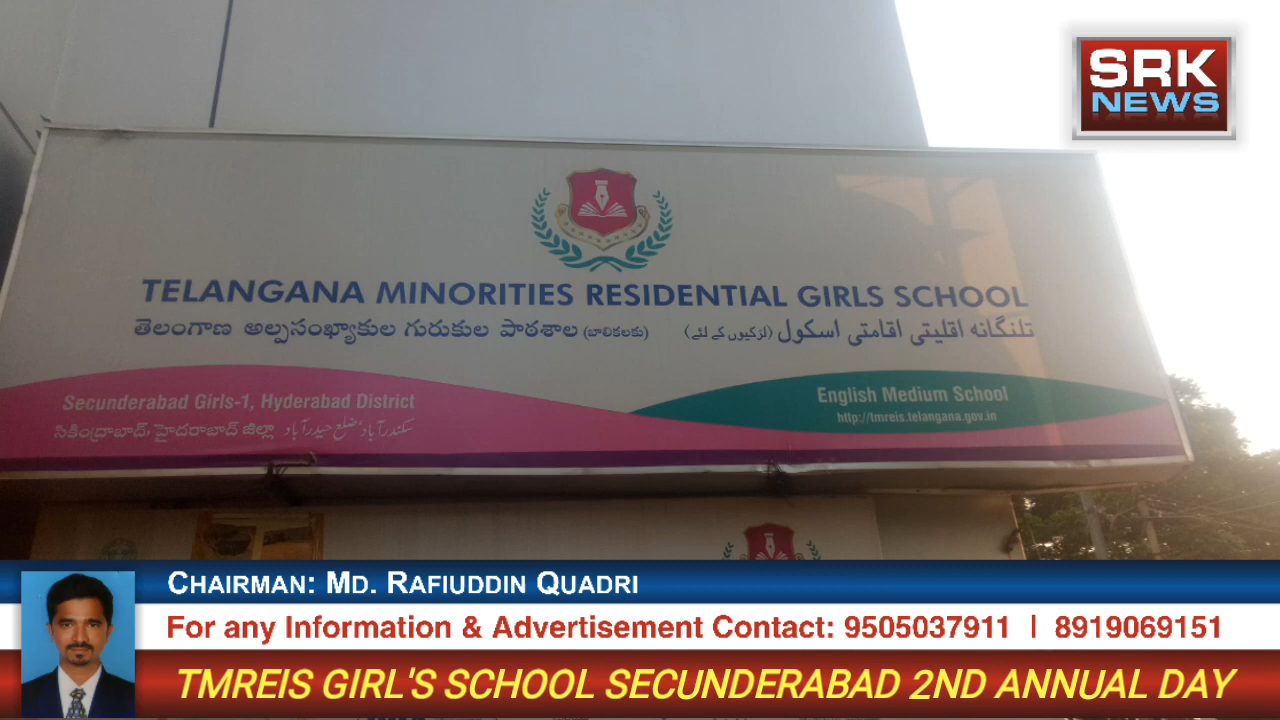 SRK
NEWS
TELANGANA MINORITIES RESIDENTIAL GIRLS SCHOOL
తెలంగాణ అల్పసంఖ్యాకుల గురుకుల పాఠశాల (బాలికలకు) تلنگانہ اقلیتی اقامتی اسکول (لڑکیوں کے لئے)
Secunderabad Girls-1, Hyderabad District
సికింద్రాబాద్, హైదరాబాద్ జిల్లా سکندرآباد، ضلع حیدرآباد
English Medium School
http://tmreis.telangana.gov.in
CHAIRMAN: MD. RAFIUDDIN QUADRI
For any Information & Advertisement Contact: 9505037911 | 8919069151
TMREIS GIRL'S SCHOOL SECUNDERABAD 2ND ANNUAL DAY